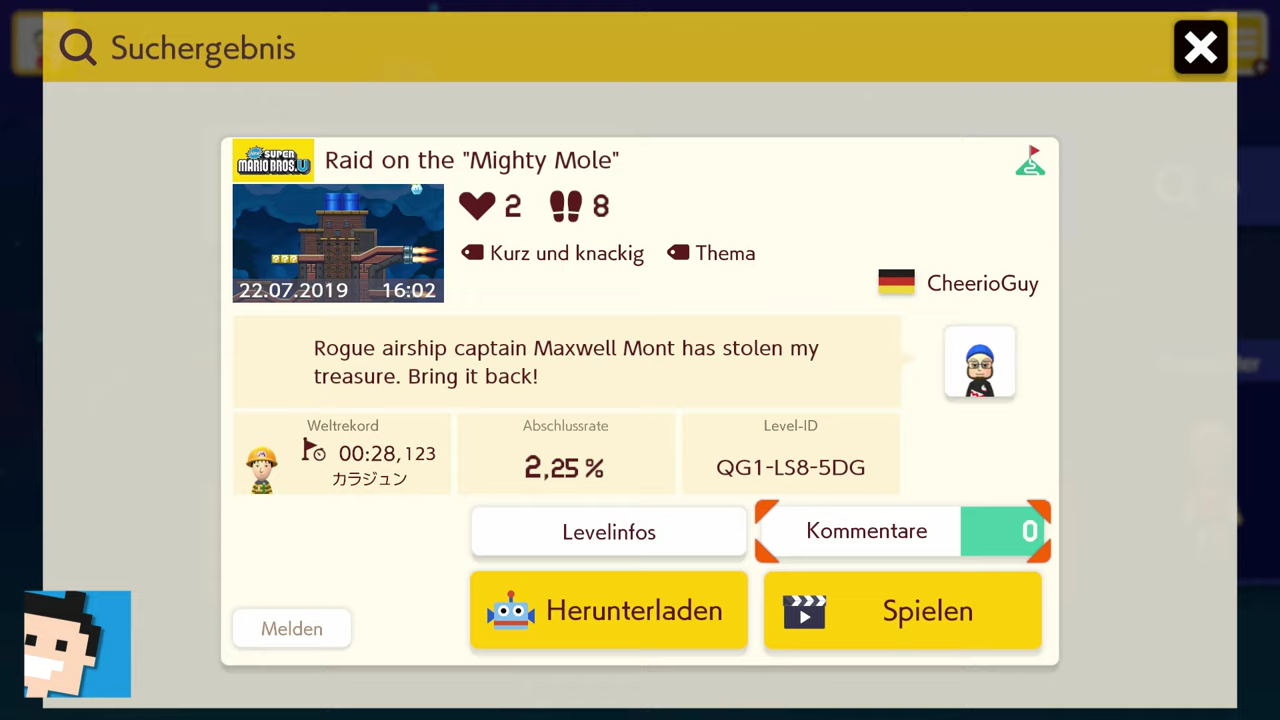 Suchergebnis
NEW SUPER
MARIO BROS. U
Raid on the "Mighty Mole"
2 8
Kurz und knackig Thema
22.07.2019 16:02
CheerioGuy
Rogue airship captain Maxwell Mont has stolen my
treasure. Bring it back!
Weltrekord
00:28,123
カラジュン
Abschlussrate
2,25 %
Level-ID
QG1-LS8-5DG
Levelinfos
Kommentare 0
Melden
Herunterladen
Spielen